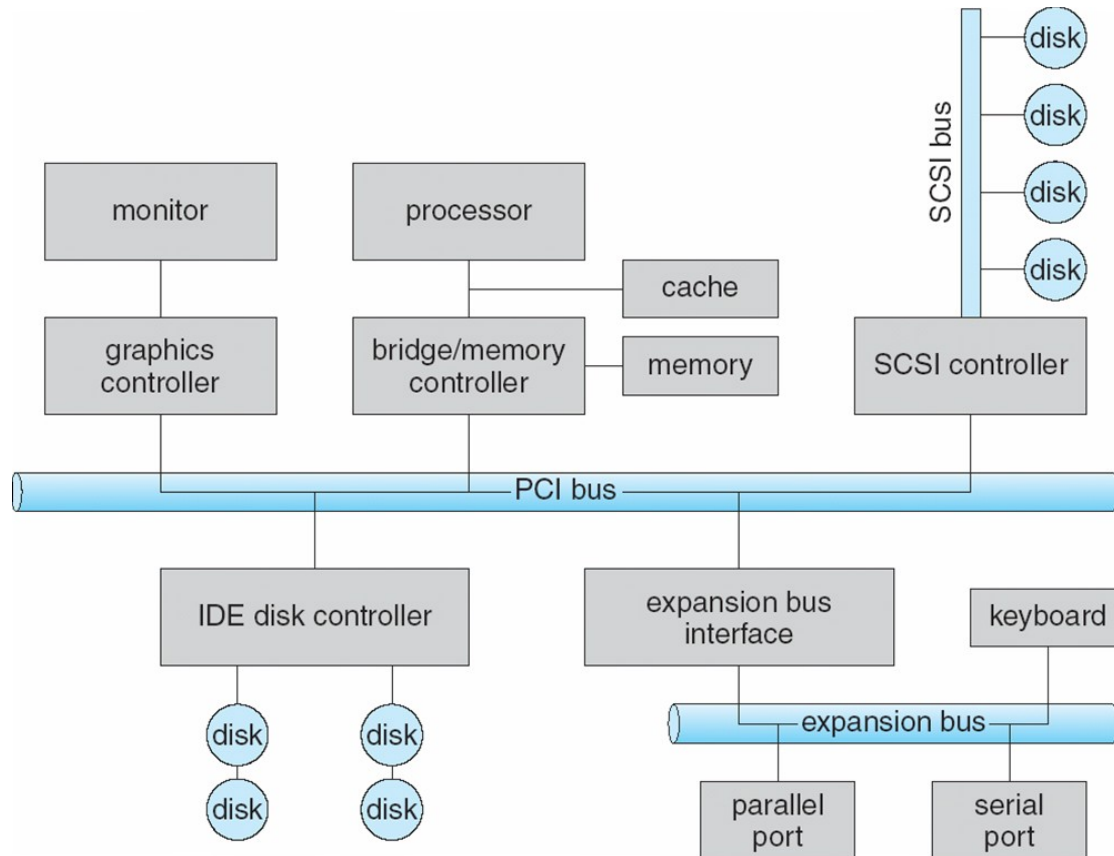 disk
disk
disk
disk
SCSI bus
monitor
processor
cache
graphics
controller
bridge/memory
controller
memory
SCSI controller
PCI bus
IDE disk controller
expansion bus
interface
keyboard
disk
disk
expansion bus
disk
disk
parallel
port
serial
port